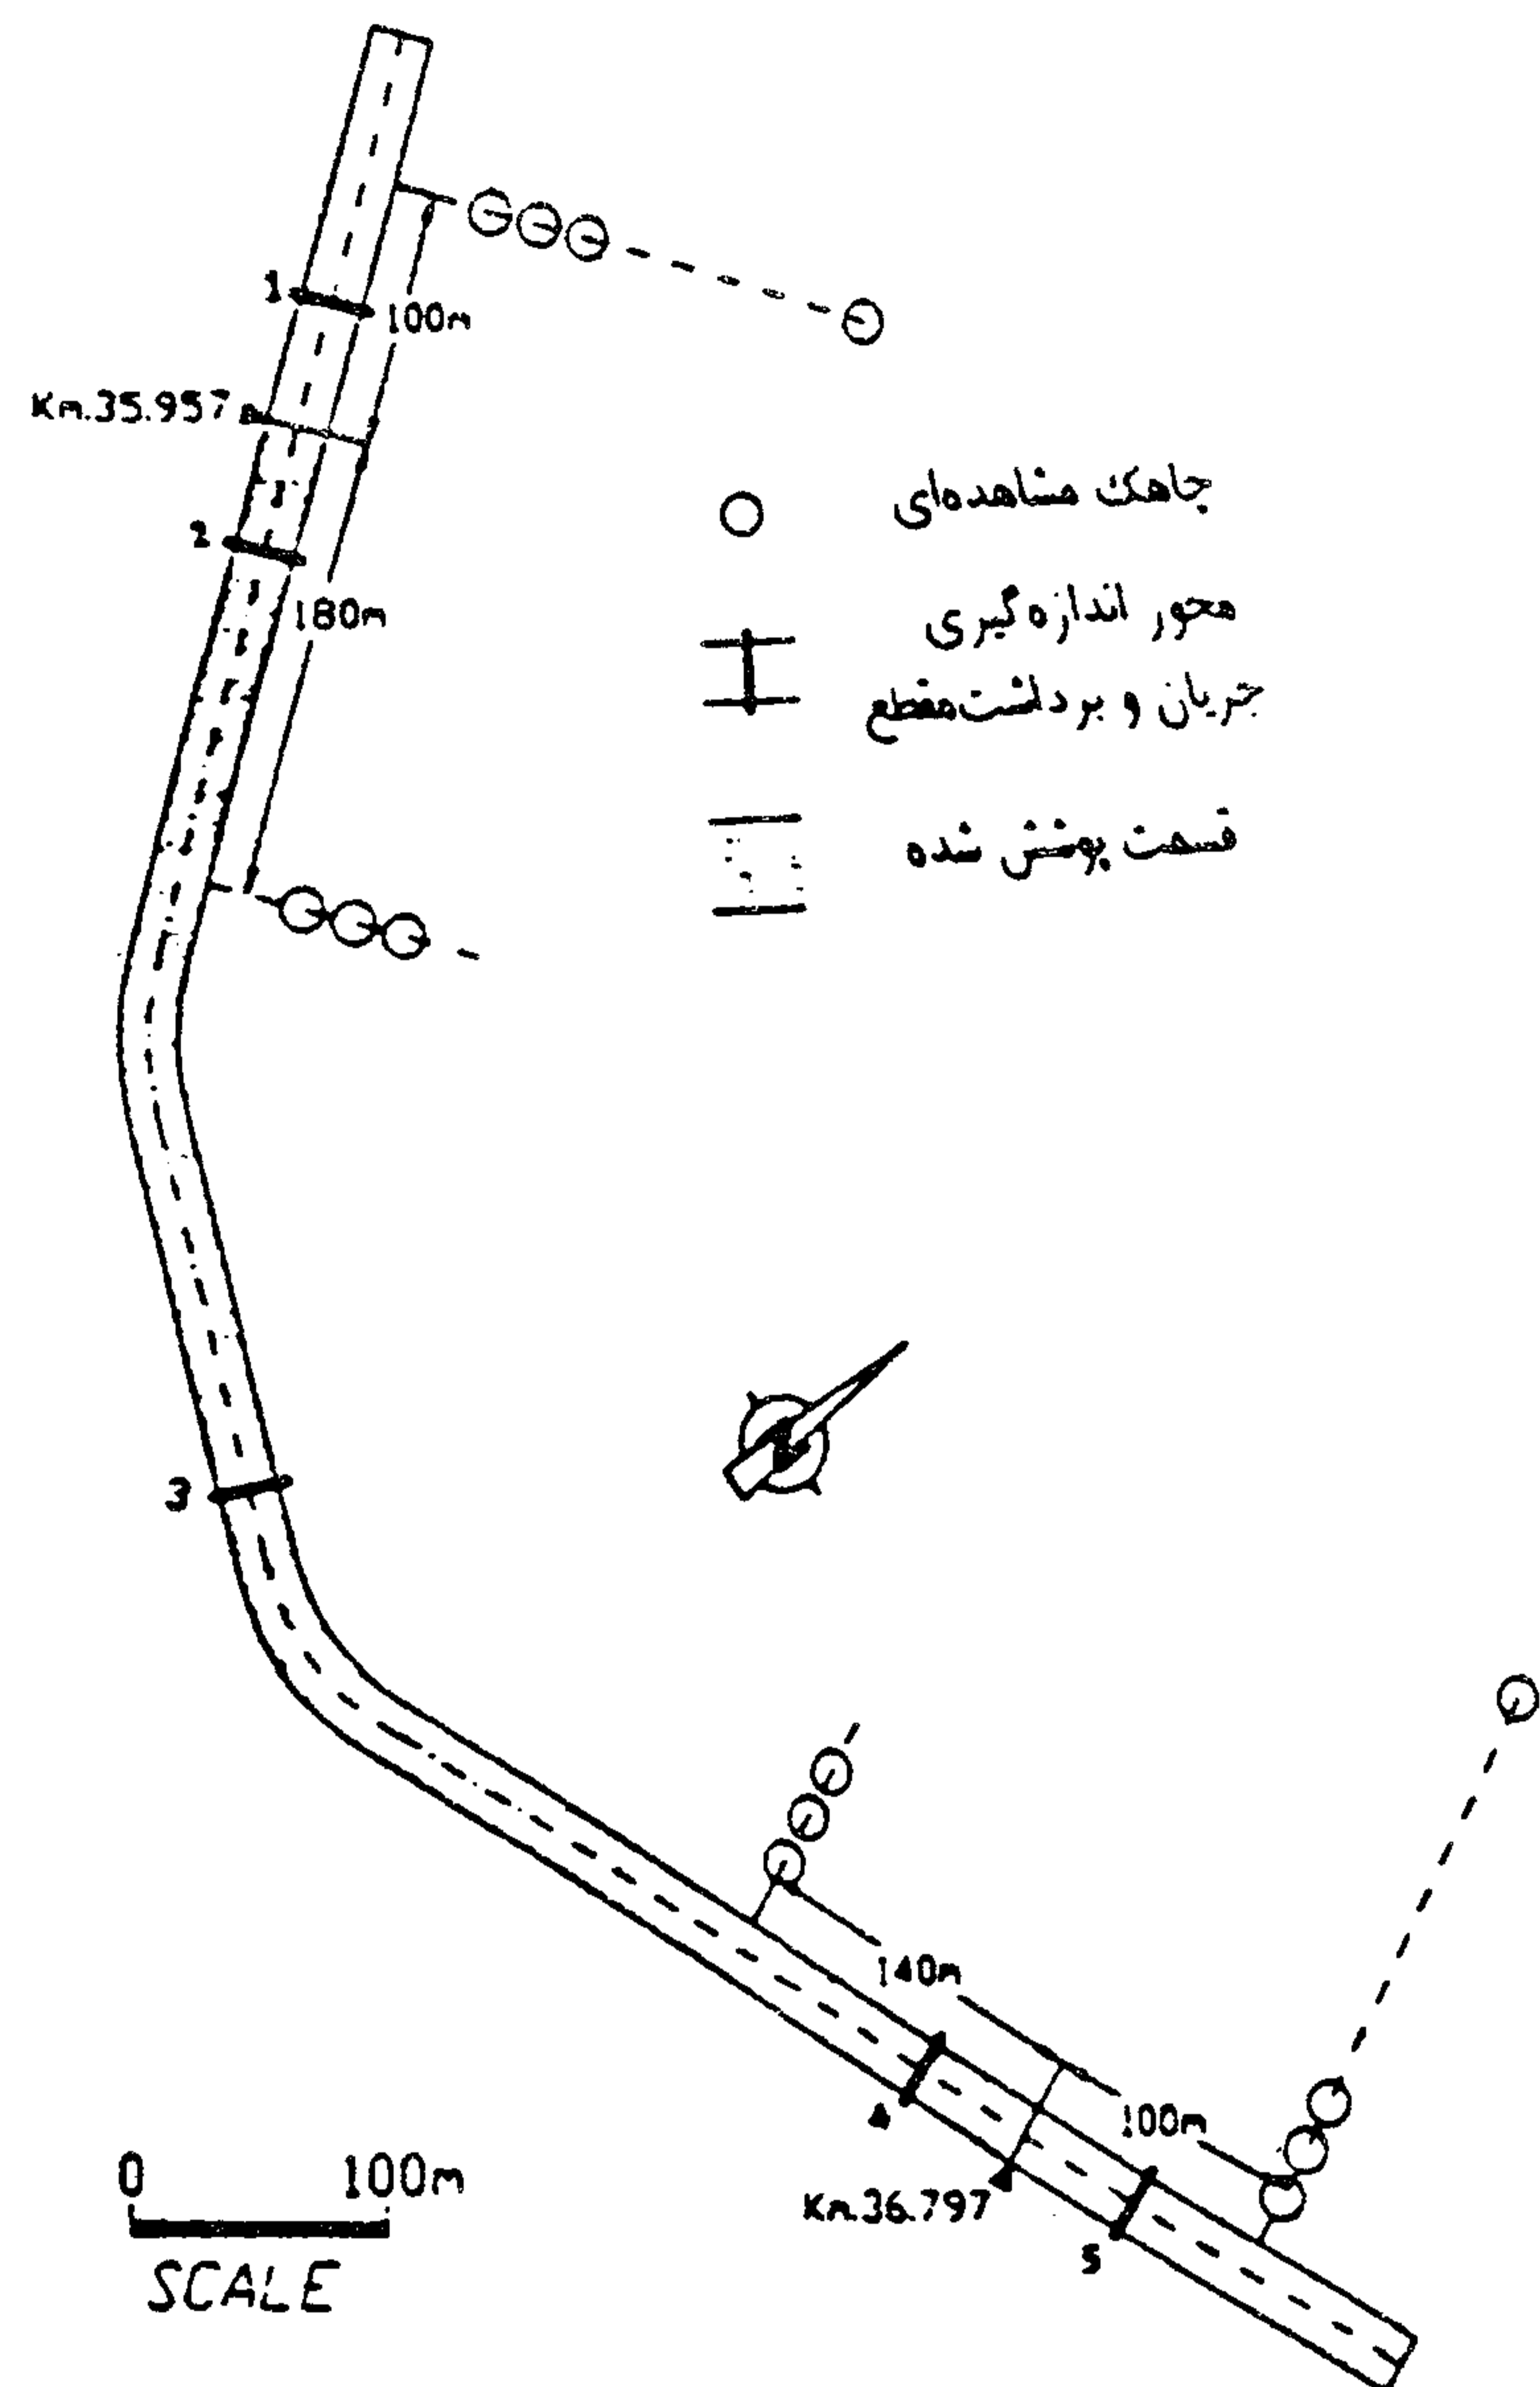 1
100m
Km.35.957
2
180m
چاهک مشاهده‌ای
محور اندازه‌گیری
جریان و برداشت مقطع
قسمت پوشش شده
3
140m
4
100m
Km.36.797
5
0 100m
SCALE